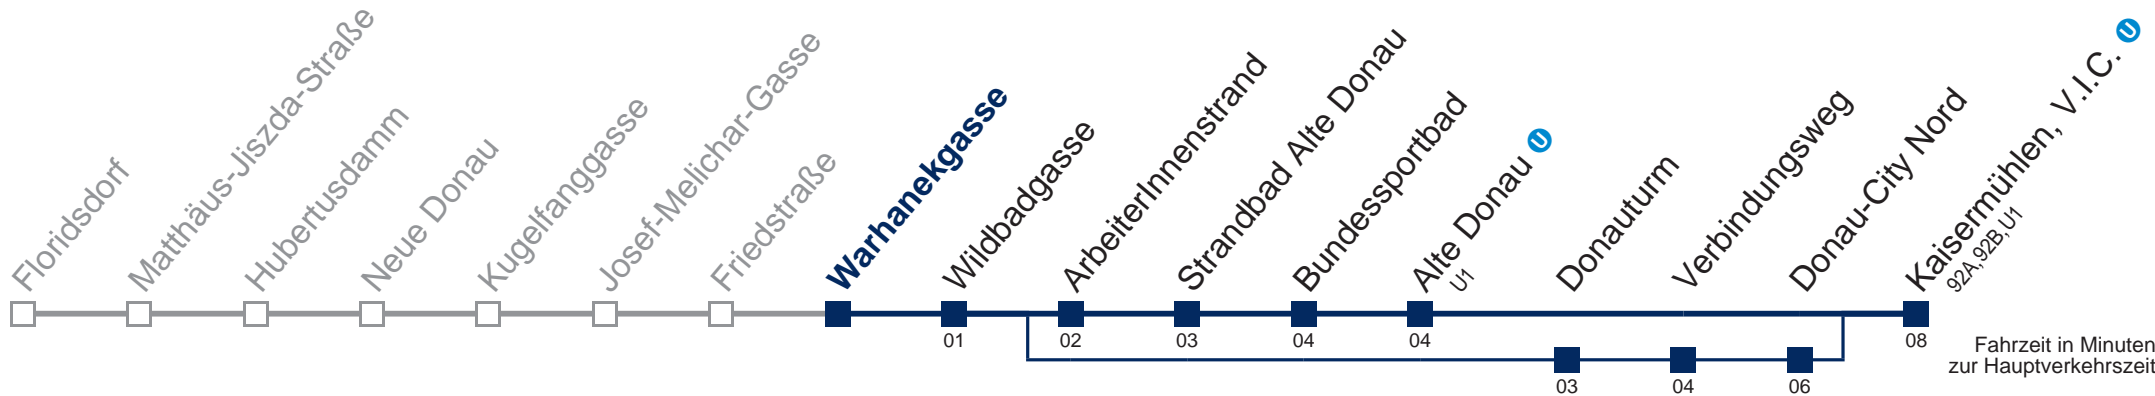 Floridsdorf
Matthäus-Jiszda-Straße
Hubertusdamm
Neue Donau
Kugelfanggasse
Josef-Melichar-Gasse
Friedstraße
Warhanekgasse
Wildbadgasse
ArbeiterInnenstrand
Strandbad Alte Donau
Bundessportbad
Alte Donau U
U1
Donauturm
Verbindungsweg
Donau-City Nord
Kaisermühlen, V.I.C. U
92A, 92B, U1
01
02
03
04
04
08
03
04
06
Fahrzeit in Minuten
zur Hauptverkehrszeit